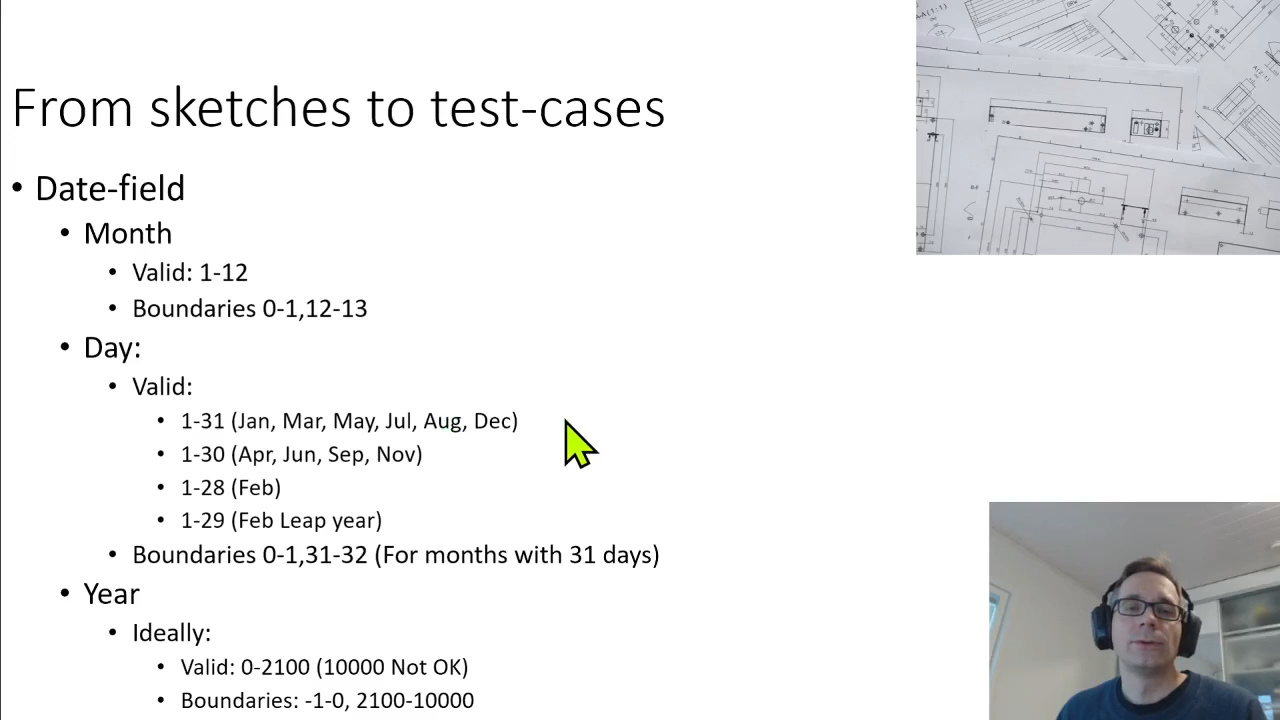 From sketches to test-cases
• Date-field
• Month
• Valid: 1-12
• Boundaries 0-1,12-13
• Day:
• Valid:
• 1-31 (Jan, Mar, May, Jul, Aug, Dec)
• 1-30 (Apr, Jun, Sep, Nov)
• 1-28 (Feb)
• 1-29 (Feb Leap year)
• Boundaries 0-1,31-32 (For months with 31 days)
• Year
• Ideally:
• Valid: 0-2100 (10000 Not OK)
• Boundaries: -1-0, 2100-10000